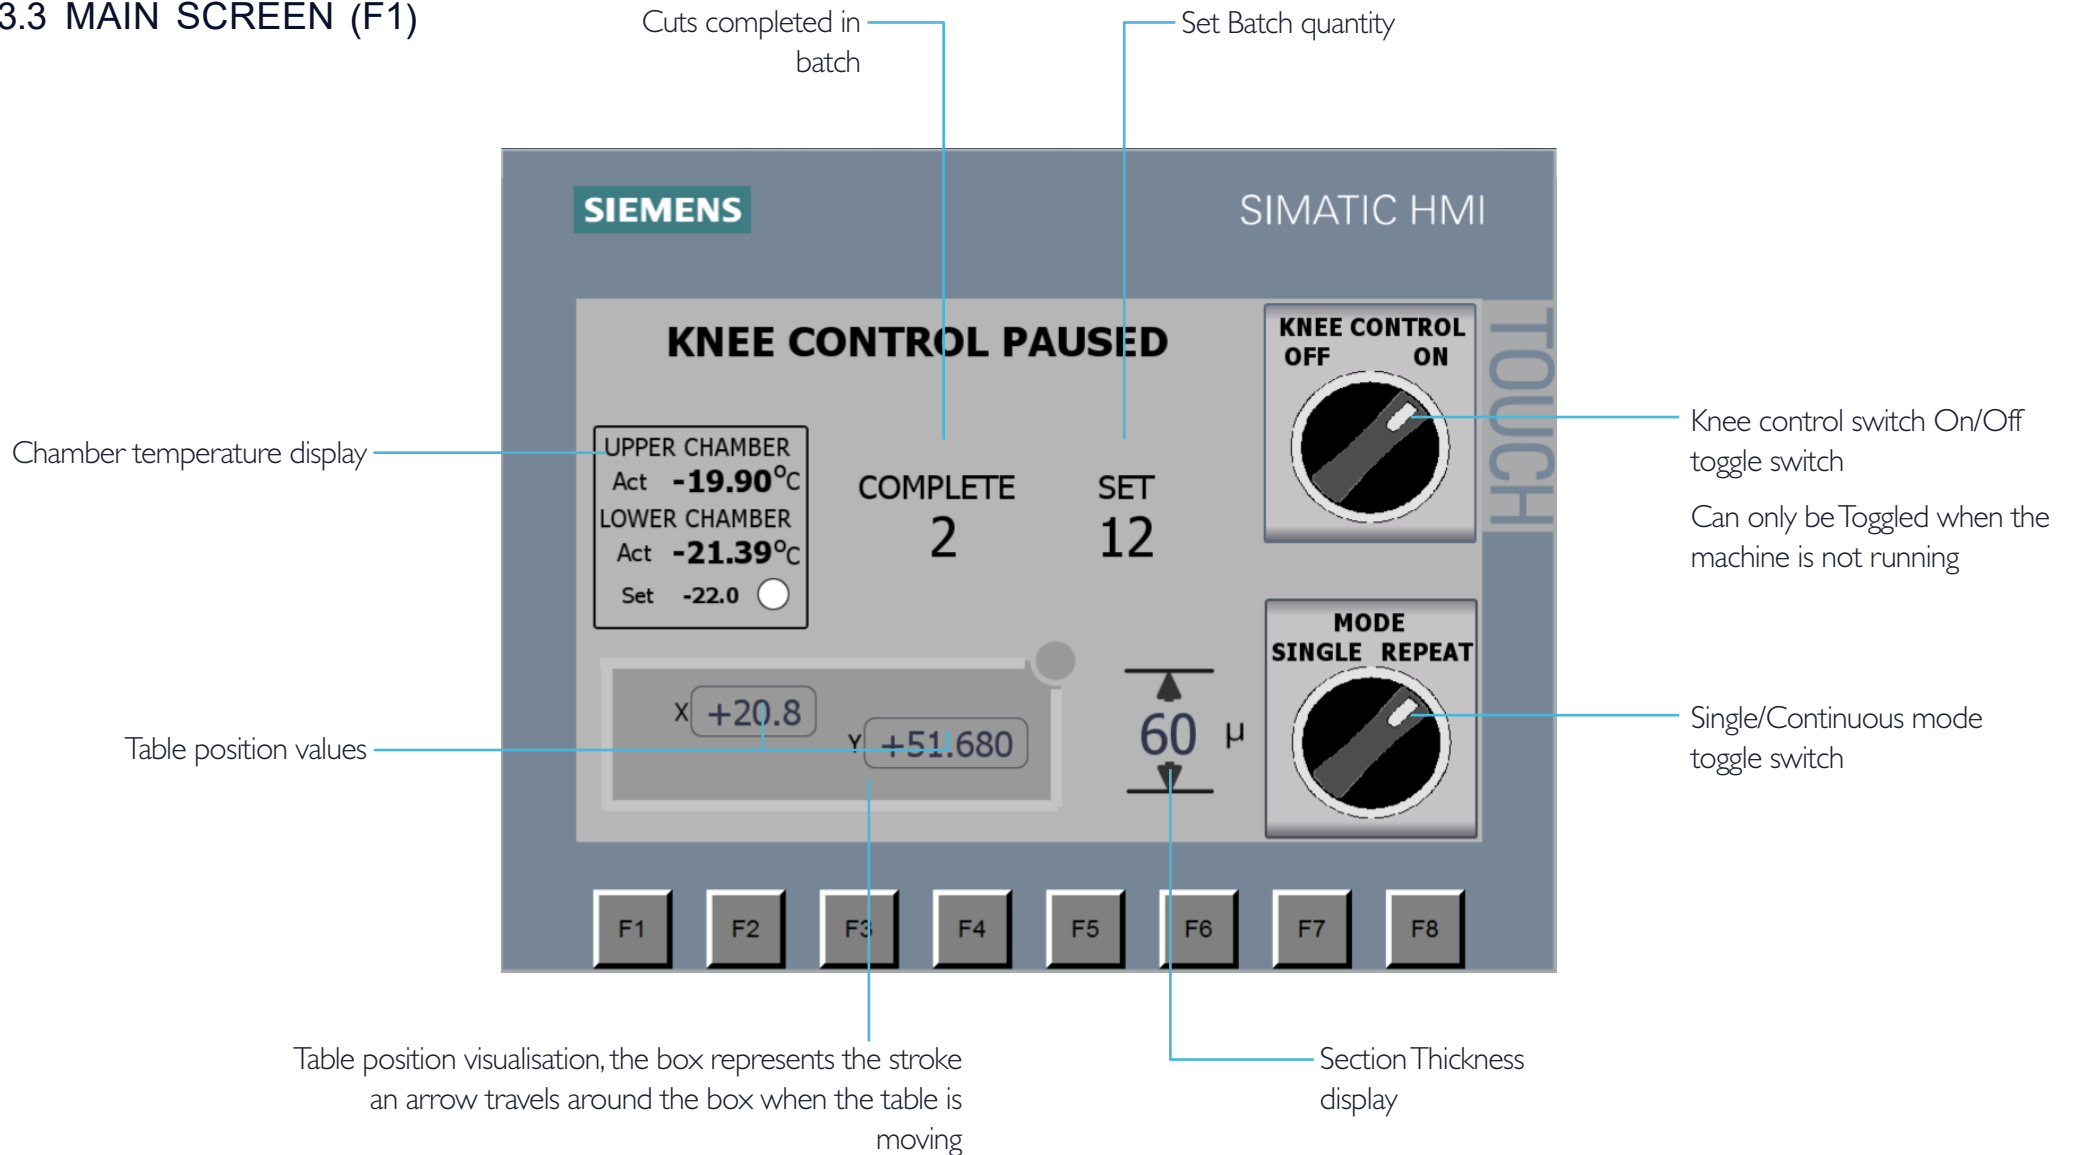 3.3 MAIN SCREEN (F1)
Cuts completed in
batch
Set Batch quantity
SIEMENS
SIMATIC HMI
TOUCH
KNEE CONTROL PAUSED
KNEE CONTROL
OFF ON
Knee control switch On/Off
toggle switch
Can only be Toggled when the
machine is not running
Chamber temperature display
UPPER CHAMBER
Act -19.90°C
LOWER CHAMBER
Act -21.39°C
Set -22.0
COMPLETE
2
SET
12
MODE
SINGLE REPEAT
Single/Continuous mode
toggle switch
Table position values
X +20.8
Y +51.680
60 µ
F1 F2 F3 F4 F5 F6 F7 F8
Table position visualisation, the box represents the stroke
an arrow travels around the box when the table is
moving
Section Thickness
display